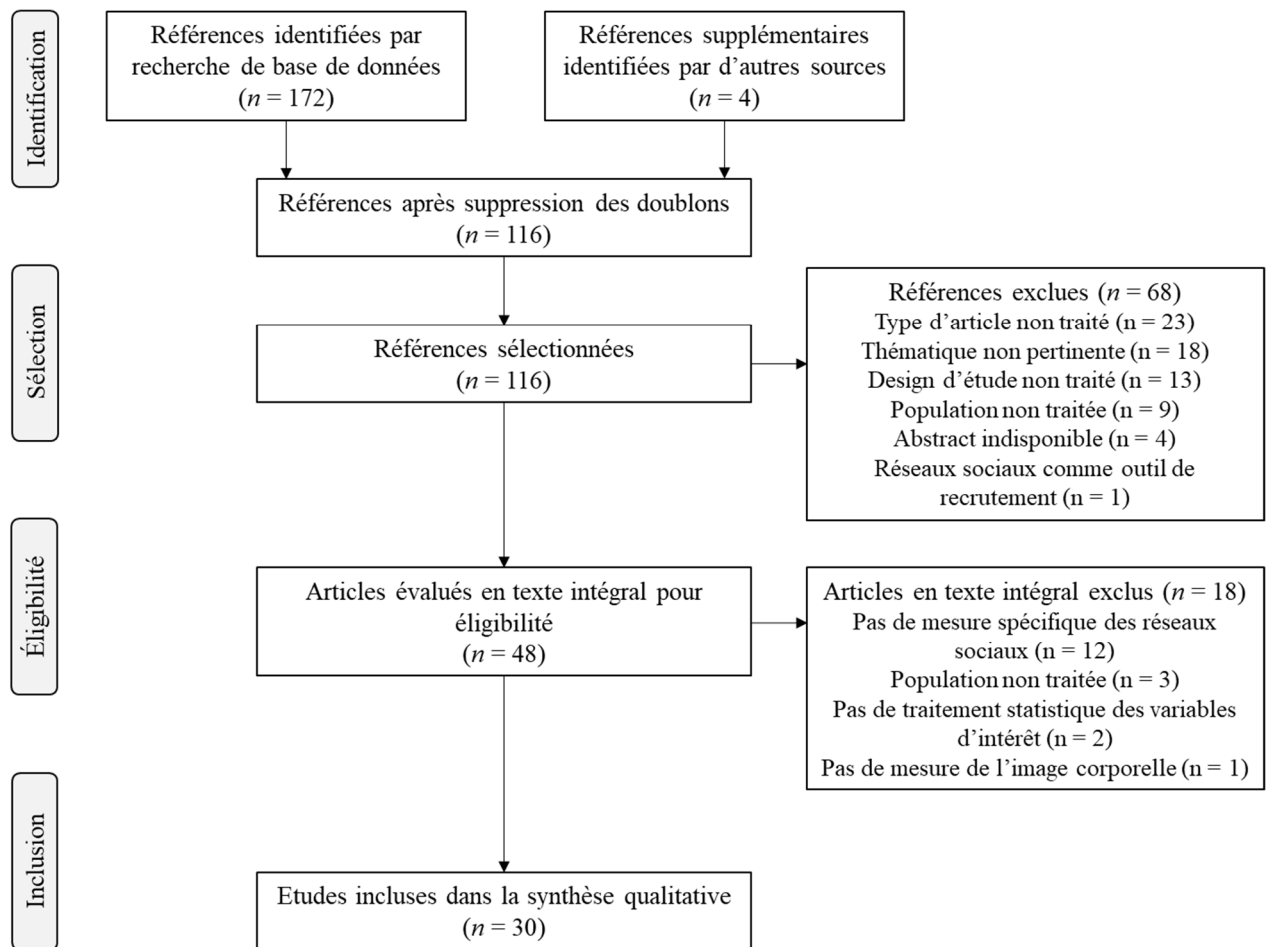 Identification
Références identifiées par
recherche de base de données
(n = 172)
Références supplémentaires
identifiées par d'autres sources
(n = 4)
Références après suppression des doublons
(n = 116)
Sélection
Références sélectionnées
(n = 116)
Références exclues (n = 68)
Type d'article non traité (n = 23)
Thématique non pertinente (n = 18)
Design d'étude non traité (n = 13)
Population non traitée (n = 9)
Abstract indisponible (n = 4)
Réseaux sociaux comme outil de
recrutement (n = 1)
Éligibilité
Articles évalués en texte intégral pour
éligibilité
(n = 48)
Articles en texte intégral exclus (n = 18)
Pas de mesure spécifique des réseaux
sociaux (n = 12)
Population non traitée (n = 3)
Pas de traitement statistique des variables
d'intérêt (n = 2)
Pas de mesure de l'image corporelle (n = 1)
Inclusion
Etudes incluses dans la synthèse qualitative
(n = 30)